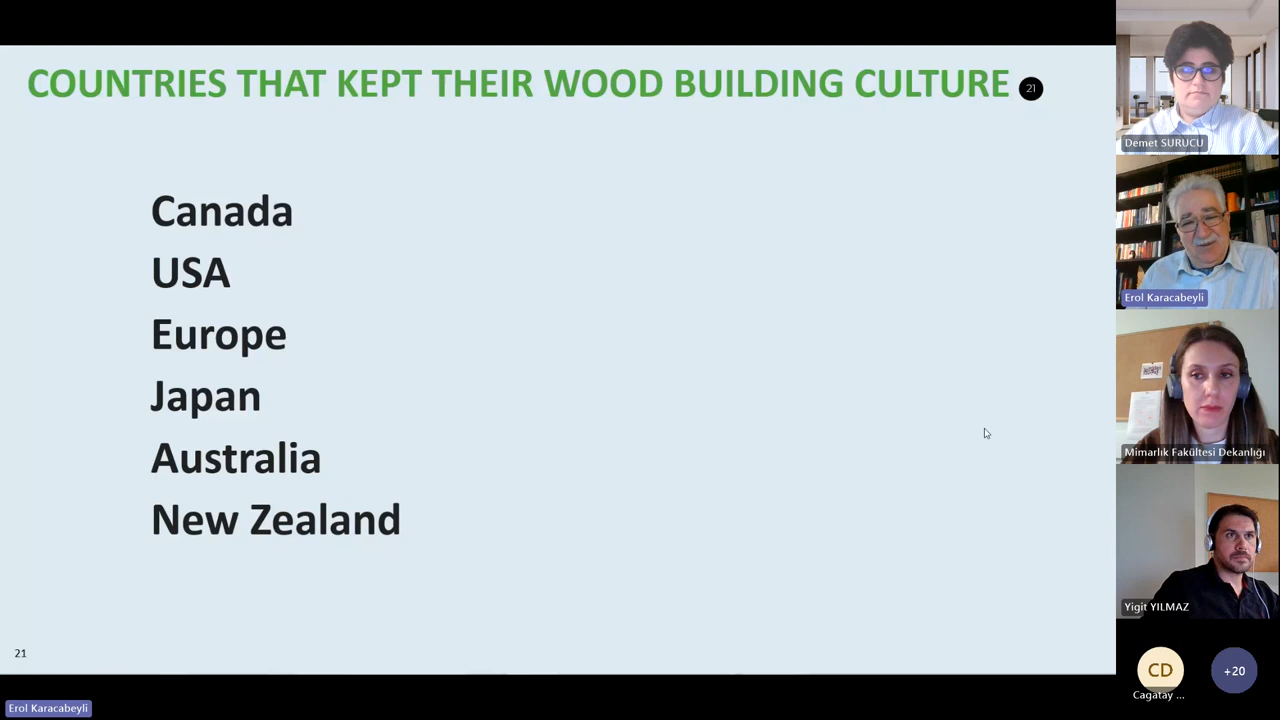 COUNTRIES THAT KEPT THEIR WOOD BUILDING CULTURE
21
Canada
USA
Europe
Japan
Australia
New Zealand
21
Erol Karacabeyli
Demet SURUCU
Erol Karacabeyli
Mimarlık Fakültesi Dekanlığı
Yigit YILMAZ
CD
Cagatay ...
+20